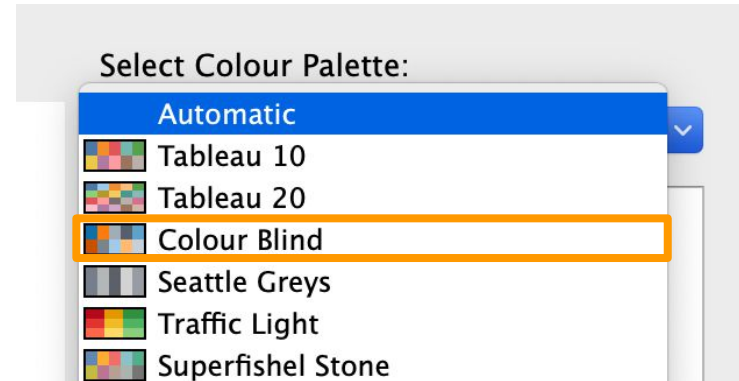 Select Colour Palette:
Automatic
Tableau 10
Tableau 20
Colour Blind
Seattle Greys
Traffic Light
Superfishel Stone